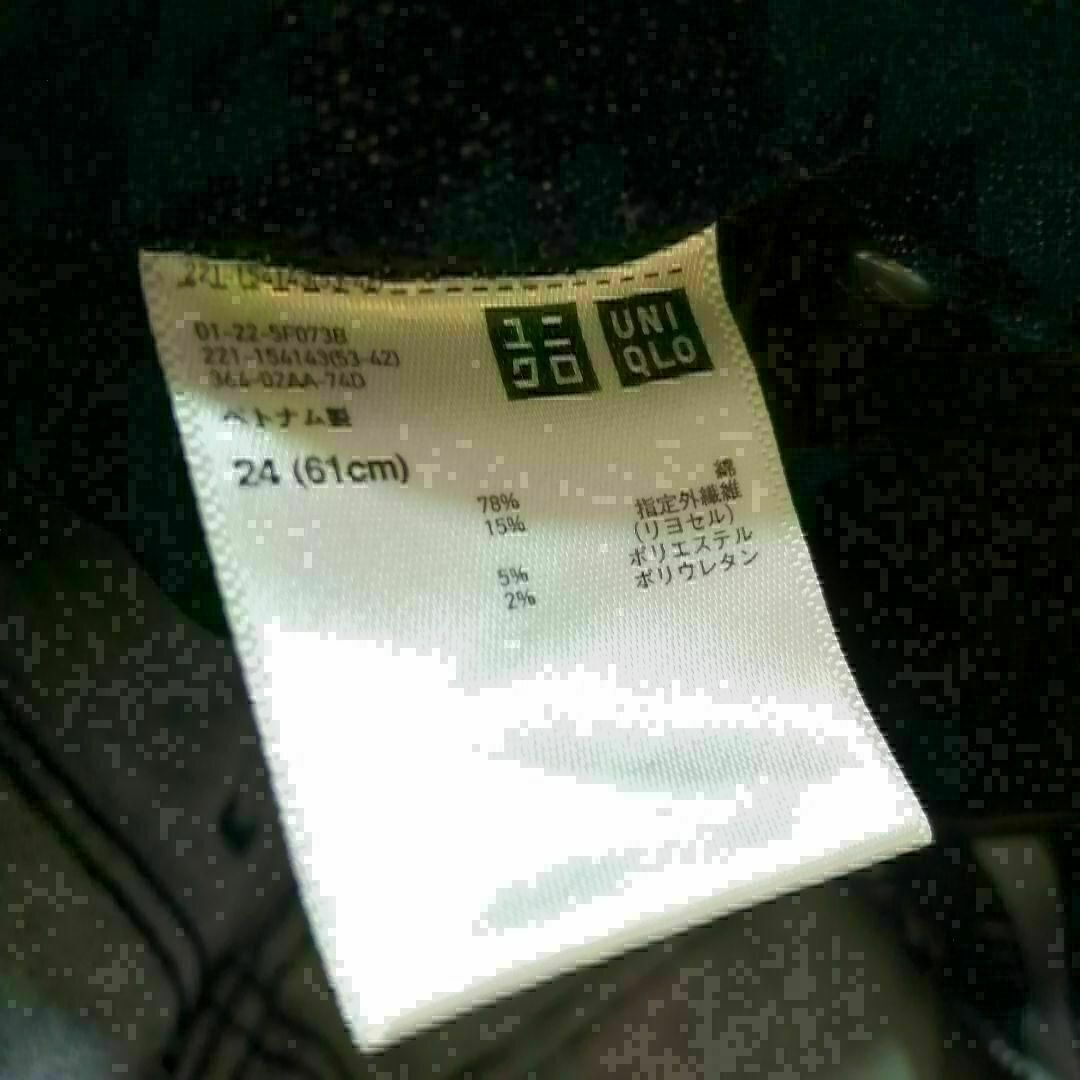 01-22-5F073B
221-154143(53-42)
364-02AA-74D
ベトナム製
ユニ
クロ
UNI
QLO
24 (61cm)
78% 綿
15% 指定外繊維
(リヨセル)
5% ポリエステル
2% ポリウレタン